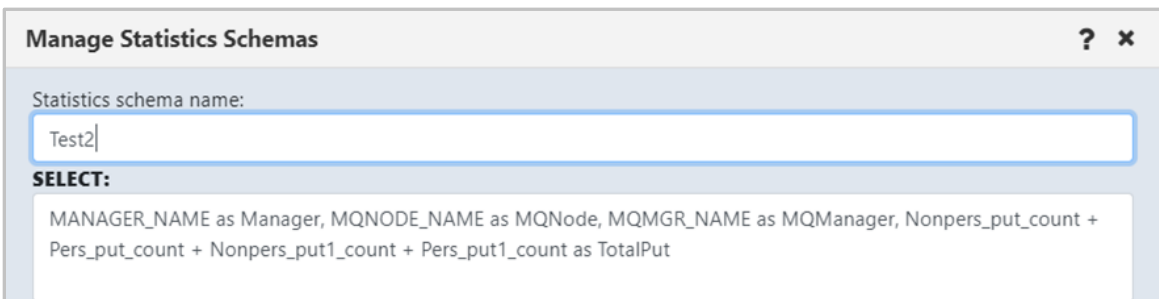 Manage Statistics Schemas ? ×
Statistics schema name:
Test2
SELECT:
MANAGER_NAME as Manager, MQNODE_NAME as MQNode, MQMGR_NAME as MQManager, Nonpers_put_count +
Pers_put_count + Nonpers_put1_count + Pers_put1_count as TotalPut